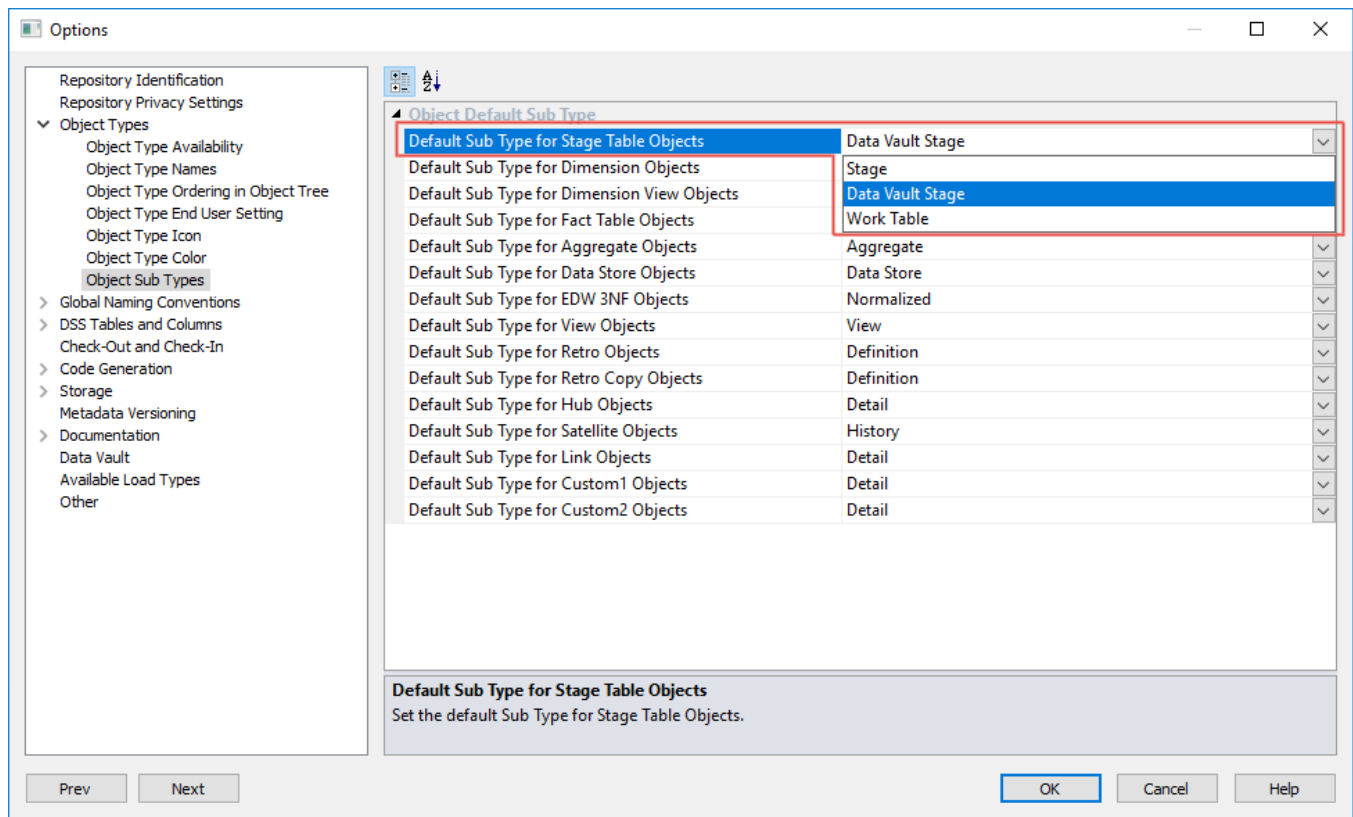 Options
Repository Identification
Repository Privacy Settings
Object Types
Object Type Availability
Object Type Names
Object Type Ordering in Object Tree
Object Type End User Setting
Object Type Icon
Object Type Color
Object Sub Types
Global Naming Conventions
DSS Tables and Columns
Check-Out and Check-In
Code Generation
Storage
Metadata Versioning
Documentation
Data Vault
Available Load Types
Other
Object Default Sub Type
Default Sub Type for Stage Table Objects Data Vault Stage
Default Sub Type for Dimension Objects Stage
Default Sub Type for Dimension View Objects Data Vault Stage
Default Sub Type for Fact Table Objects Work Table
Default Sub Type for Aggregate Objects Aggregate
Default Sub Type for Data Store Objects Data Store
Default Sub Type for EDW 3NF Objects Normalized
Default Sub Type for View Objects View
Default Sub Type for Retro Objects Definition
Default Sub Type for Retro Copy Objects Definition
Default Sub Type for Hub Objects Detail
Default Sub Type for Satellite Objects History
Default Sub Type for Link Objects Detail
Default Sub Type for Custom1 Objects Detail
Default Sub Type for Custom2 Objects Detail
Default Sub Type for Stage Table Objects
Set the default Sub Type for Stage Table Objects.
Prev Next OK Cancel Help